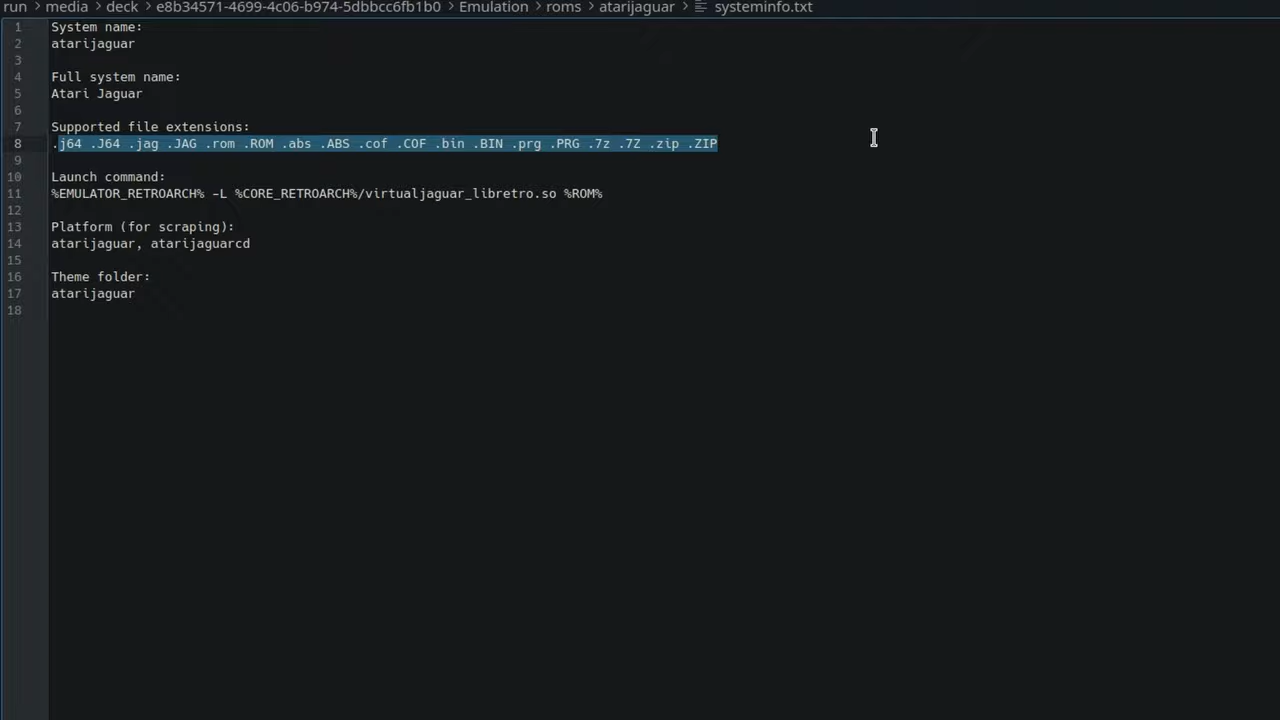 run > media > deck > e8b34571-4699-4c06-b974-5dbbcc6fb1b0 > Emulation > roms > atarijaguar > systeminfo.txt
1 System name:
2 atarijaguar
3
4 Full system name:
5 Atari Jaguar
6
7 Supported file extensions:
8 .j64 .J64 .jag .JAG .rom .ROM .abs .ABS .cof .COF .bin .BIN .prg .PRG .7z .7Z .zip .ZIP
9
10 Launch command:
11 %EMULATOR_RETROARCH% -L %CORE_RETROARCH%/virtualjaguar_libretro.so %ROM%
12
13 Platform (for scraping):
14 atarijaguar, atarijaguarcd
15
16 Theme folder:
17 atarijaguar
18